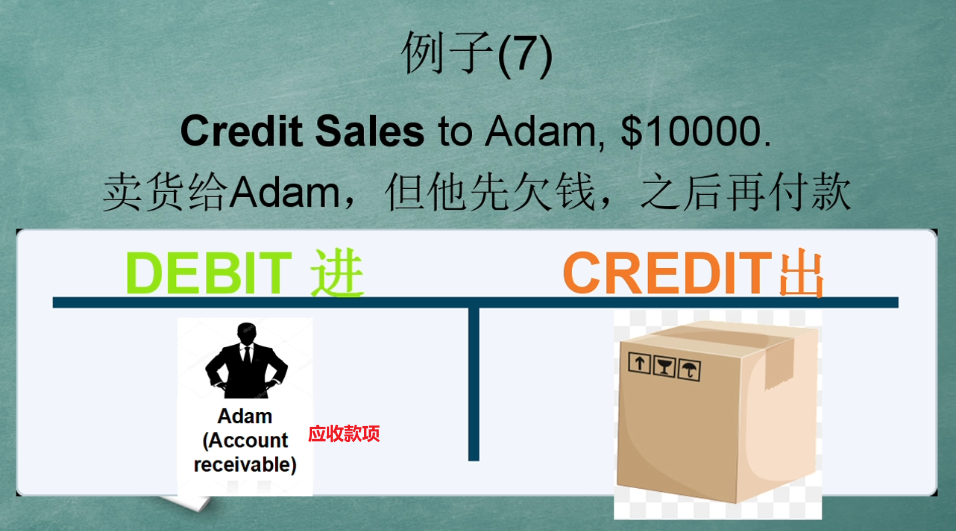 例子(7)
Credit Sales to Adam, $10000.
卖货给Adam，但他先欠钱，之后再付款
DEBIT 进
CREDIT出
Adam
(Account
receivable)
应收款项